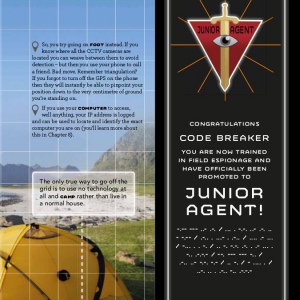 So, you try going on FOOT instead. If you
know where all the CCTV cameras are
located you can weave between them to avoid
detection – but then you use your phone to call
a friend. Bad move. Remember triangulation?
If you forgot to turn off the GPS on the phone
then they will instantly be able to pinpoint your
position down to the very centimetre of ground
you're standing on.
If you use your COMPUTER to access,
well anything, your IP address is logged
and can be used to locate and identify the exact
computer you are on (you'll learn more about
this in Chapter 6).
The only true way to go off the
grid is to use no technology at
all and CAMP rather than live in
a normal house.
JUNIOR AGENT
CONGRATULATIONS
CODE BREAKER
YOU ARE NOW TRAINED
IN FIELD ESPIONAGE AND
HAVE OFFICIALLY BEEN
PROMOTED TO
JUNIOR
AGENT!